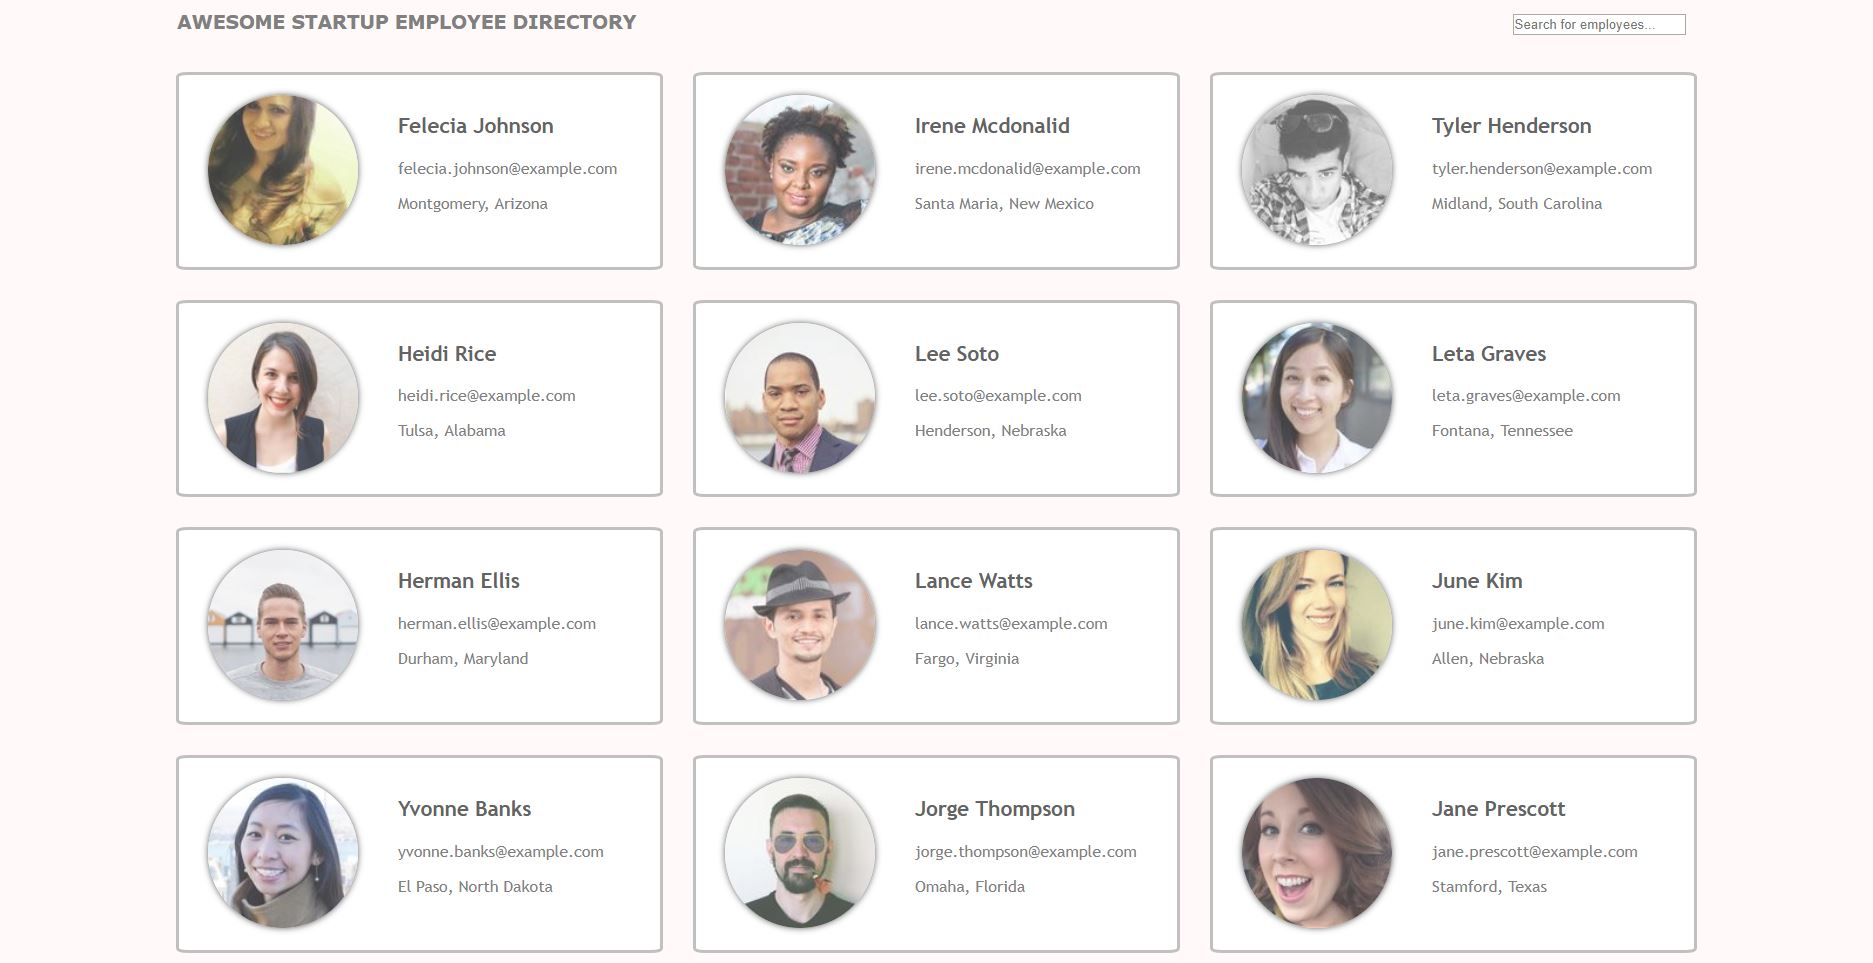 AWESOME STARTUP EMPLOYEE DIRECTORY
Search for employees...
Felecia Johnson
felecia.johnson@example.com
Montgomery, Arizona
Irene Mcdonalid
irene.mcdonalid@example.com
Santa Maria, New Mexico
Tyler Henderson
tyler.henderson@example.com
Midland, South Carolina
Heidi Rice
heidi.rice@example.com
Tulsa, Alabama
Lee Soto
lee.soto@example.com
Henderson, Nebraska
Leta Graves
leta.graves@example.com
Fontana, Tennessee
Herman Ellis
herman.ellis@example.com
Durham, Maryland
Lance Watts
lance.watts@example.com
Fargo, Virginia
June Kim
june.kim@example.com
Allen, Nebraska
Yvonne Banks
yvonne.banks@example.com
El Paso, North Dakota
Jorge Thompson
jorge.thompson@example.com
Omaha, Florida
Jane Prescott
jane.prescott@example.com
Stamford, Texas